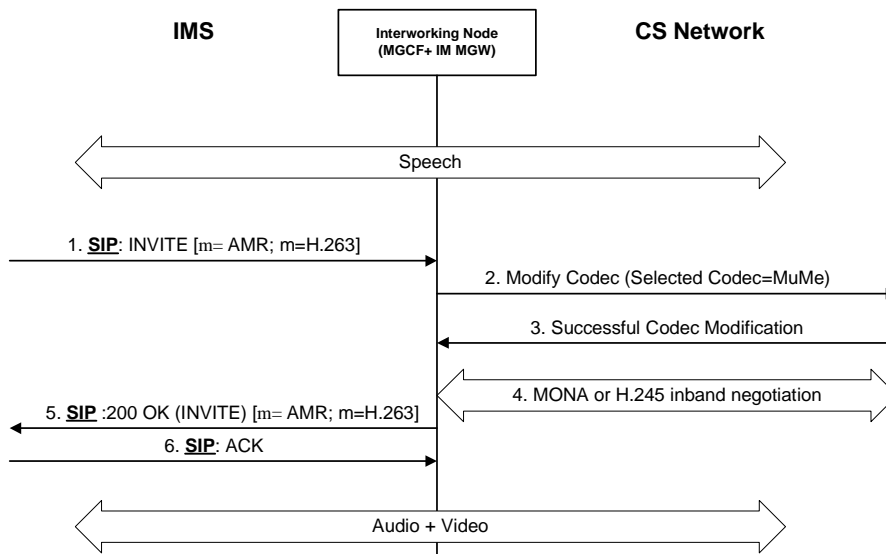 IMS
Interworking Node
(MGCF+ IM MGW)
CS Network
Speech
1. SIP: INVITE [m= AMR; m=H.263]
2. Modify Codec (Selected Codec=MuMe)
3. Successful Codec Modification
4. MONA or H.245 inband negotiation
5. SIP :200 OK (INVITE) [m= AMR; m=H.263]
6. SIP: ACK
Audio + Video